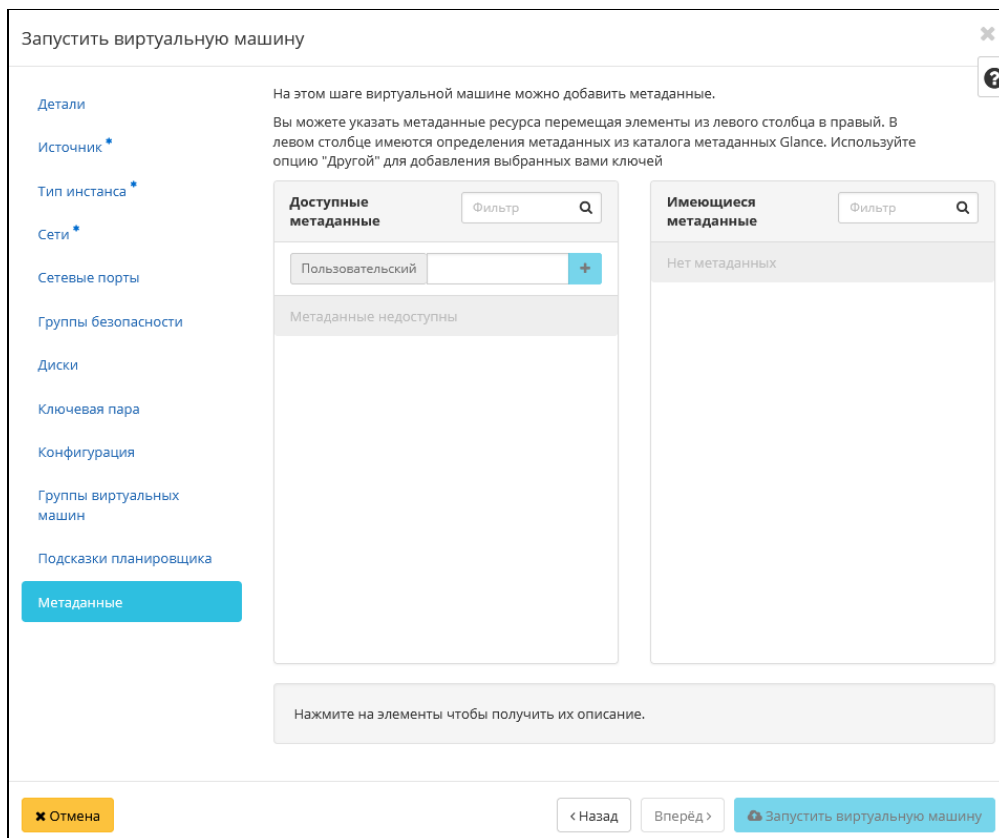 Запустить виртуальную машину
Детали
Источник *
Тип инстанса *
Сети *
Сетевые порты
Группы безопасности
Диски
Ключевая пара
Конфигурация
Группы виртуальных
машин
Подсказки планировщика
Метаданные
На этом шаге виртуальной машине можно добавить метаданные.
Вы можете указать метаданные ресурса перемещая элементы из левого столбца в правый. В
левом столбце имеются определения метаданных из каталога метаданных Glance. Используйте
опцию "Другой" для добавления выбранных вами ключей
Доступные
метаданные
Фильтр
Пользовательский
+
Метаданные недоступны
Имеющиеся
метаданные
Фильтр
Нет метаданных
Нажмите на элементы чтобы получить их описание.
Отмена
< Назад
Вперёд >
Запустить виртуальную машину